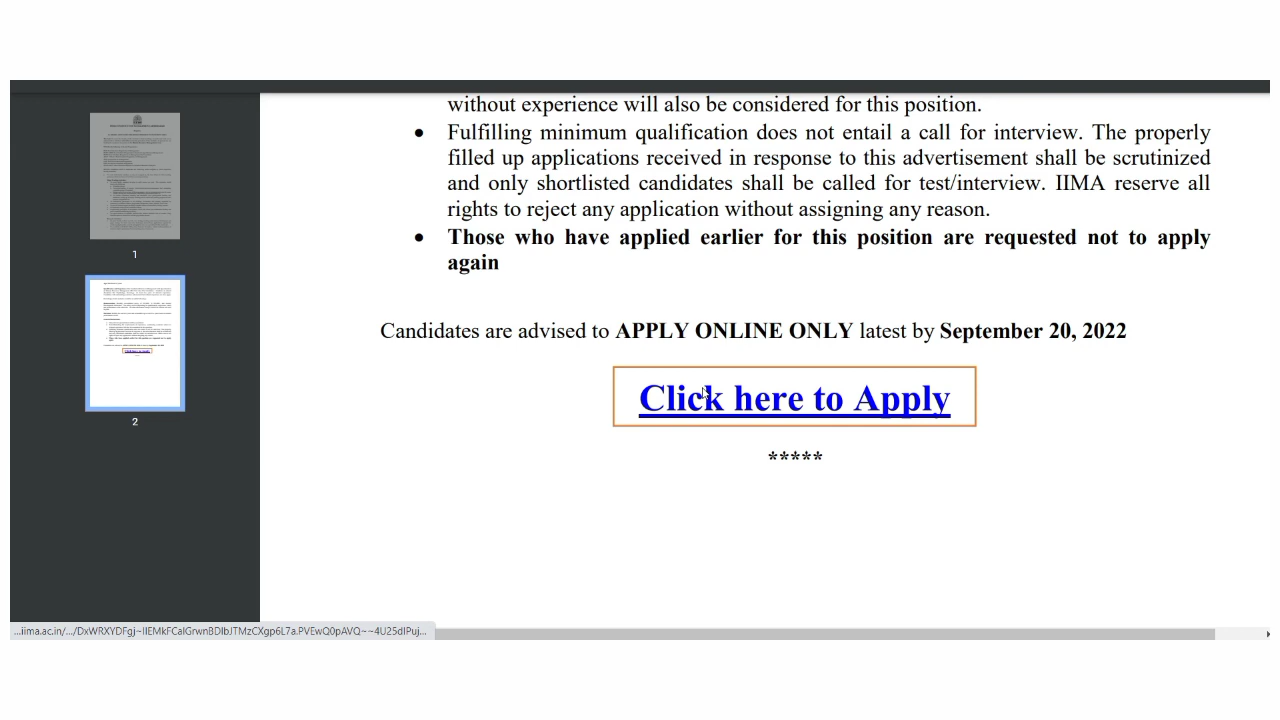 without experience will also be considered for this position.
• Fulfilling minimum qualification does not entail a call for interview. The properly
filled up applications received in response to this advertisement shall be scrutinized
and only shortlisted candidates shall be called for test/interview. IIMA reserve all
rights to reject any application without assigning any reason.
• Those who have applied earlier for this position are requested not to apply
again
Candidates are advised to APPLY ONLINE ONLY latest by September 20, 2022
Click here to Apply
*****
1
2